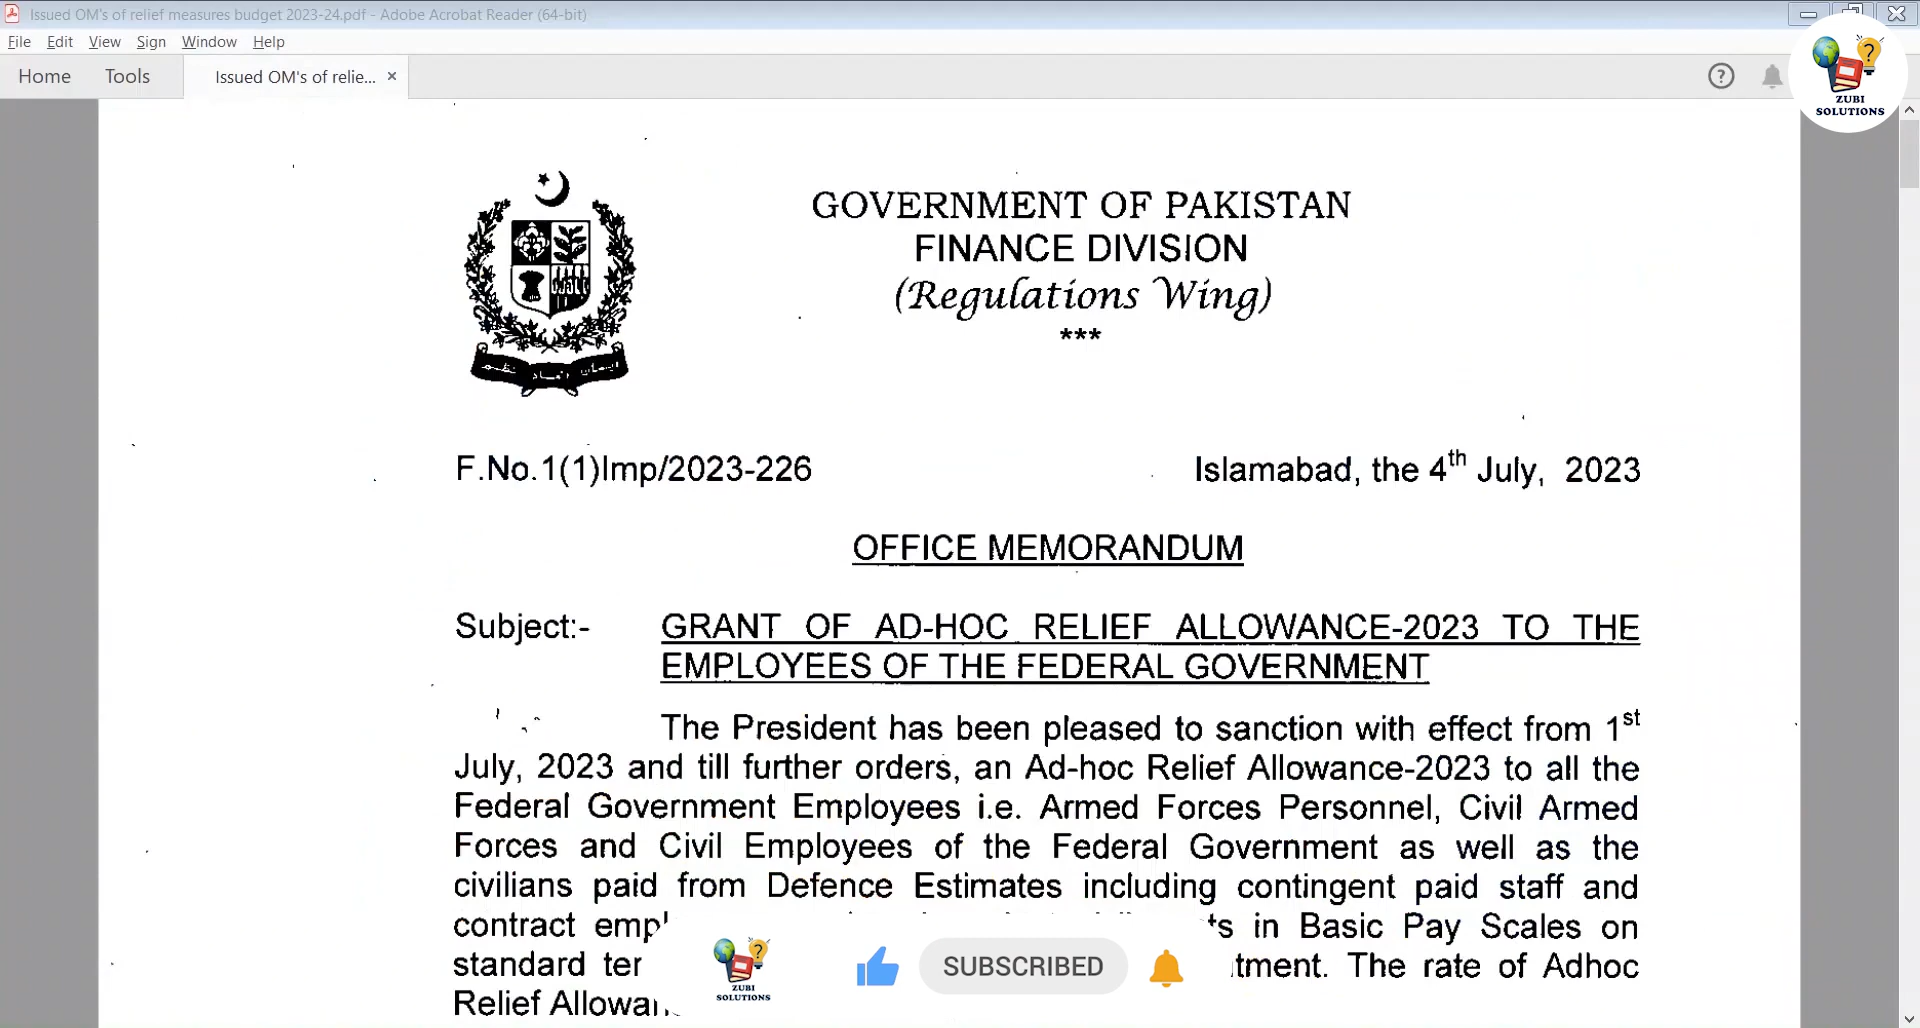 Issued OM's of relief measures budget 2023-24.pdf - Adobe Acrobat Reader (64-bit)
File Edit View Sign Window Help
Home Tools Issued OM's of relie... ×
ZUBI
SOLUTIONS
GOVERNMENT OF PAKISTAN
FINANCE DIVISION
(Regulations Wing)
***
F.No.1(1)Imp/2023-226 Islamabad, the 4th July, 2023
OFFICE MEMORANDUM
Subject:- GRANT OF AD-HOC RELIEF ALLOWANCE-2023 TO THE
EMPLOYEES OF THE FEDERAL GOVERNMENT
The President has been pleased to sanction with effect from 1st
July, 2023 and till further orders, an Ad-hoc Relief Allowance-2023 to all the
Federal Government Employees i.e. Armed Forces Personnel, Civil Armed
Forces and Civil Employees of the Federal Government as well as the
civilians paid from Defence Estimates including contingent paid staff and
contract in Basic Pay Scales on
standard The rate of Adhoc
Relief
ZUBI
SOLUTIONS
SUBSCRIBED